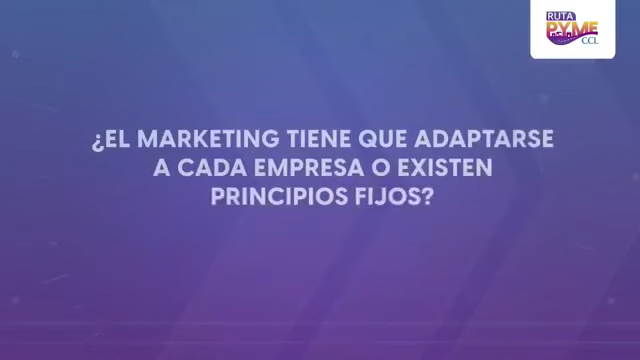 RUTA
PYME
CCL
¿EL MARKETING TIENE QUE ADAPTARSE
A CADA EMPRESA O EXISTEN
PRINCIPIOS FIJOS?